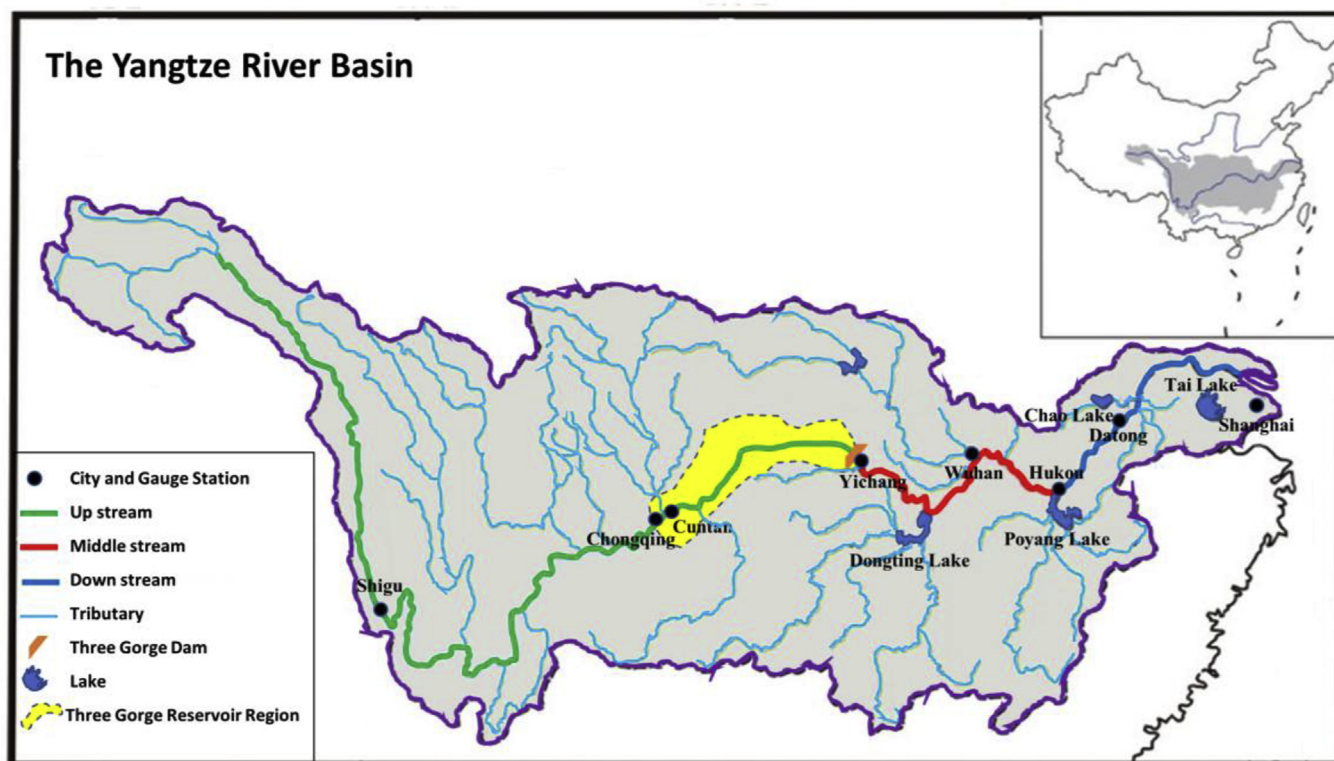 The Yangtze River Basin
Tai Lake
Chao Lake
Shanghai
Datong
Wuhan
Hukou
Yichang
Cuntan
Chongqing
Poyang Lake
Dongting Lake
Shigu
City and Gauge Station
Up stream
Middle stream
Down stream
Tributary
Three Gorge Dam
Lake
Three Gorge Reservoir Region